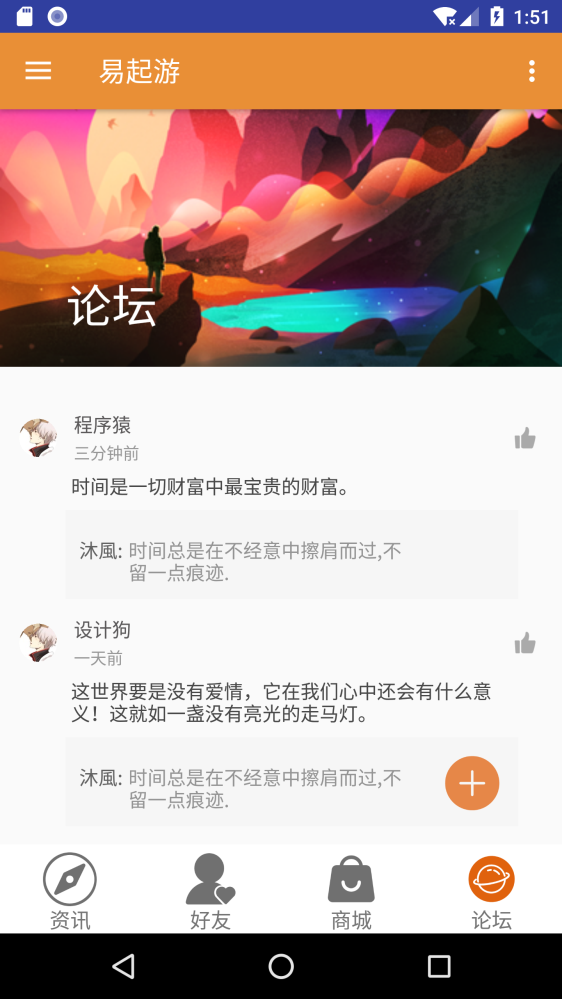 1:51
易起游
论坛
程序猿
三分钟前
时间是一切财富中最宝贵的财富。
沐風: 时间总是在不经意中擦肩而过,不
留一点痕迹.
设计狗
一天前
这世界要是没有爱情，它在我们心中还会有什么意
义！这就如一盏没有亮光的走马灯。
沐風: 时间总是在不经意中擦肩而过,不
留一点痕迹.
资讯
好友
商城
论坛